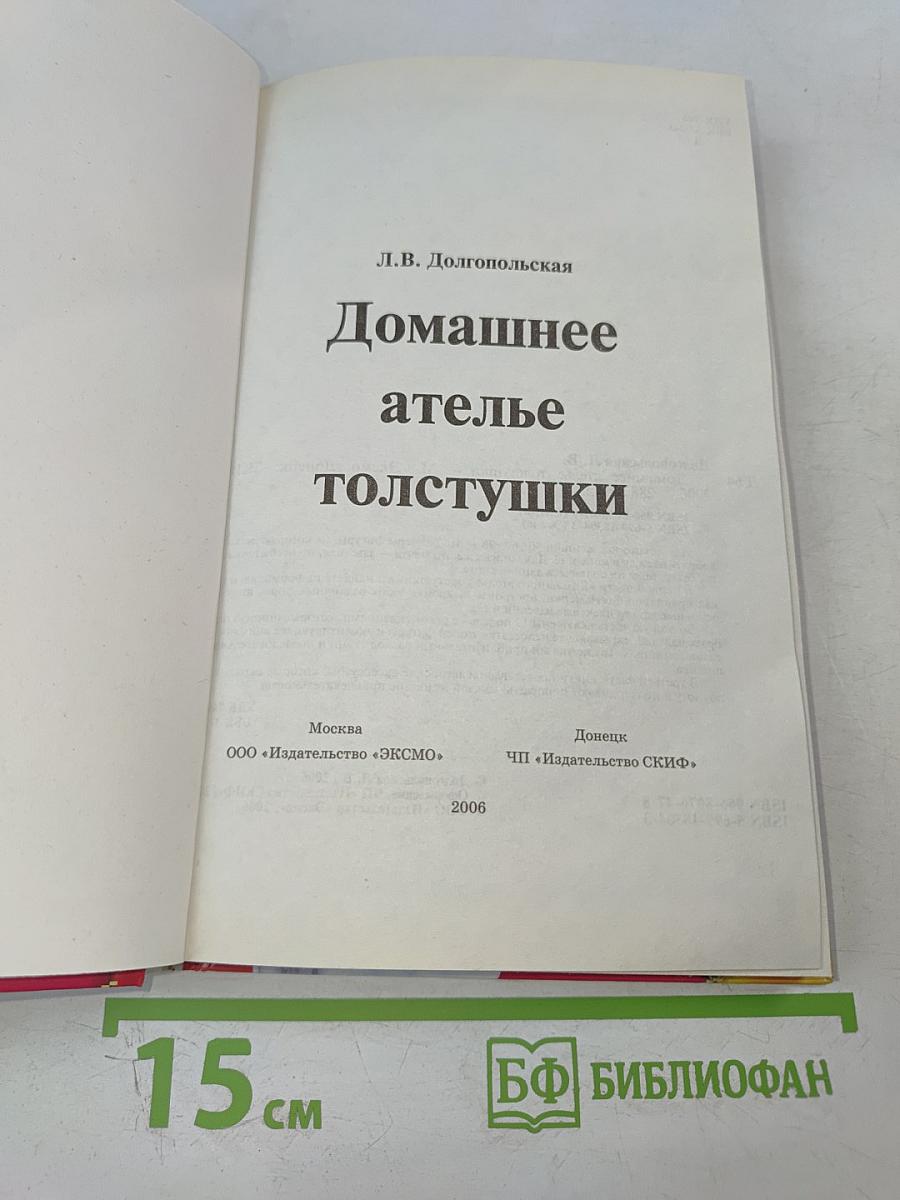 Л.В. Долгопольская
Домашнее
ателье
толстушки
Москва
ООО «Издательство «ЭКСМО»
Донецк
ЧП «Издательство СКИФ»
2006
15 см
БФ БИБЛИОФАН